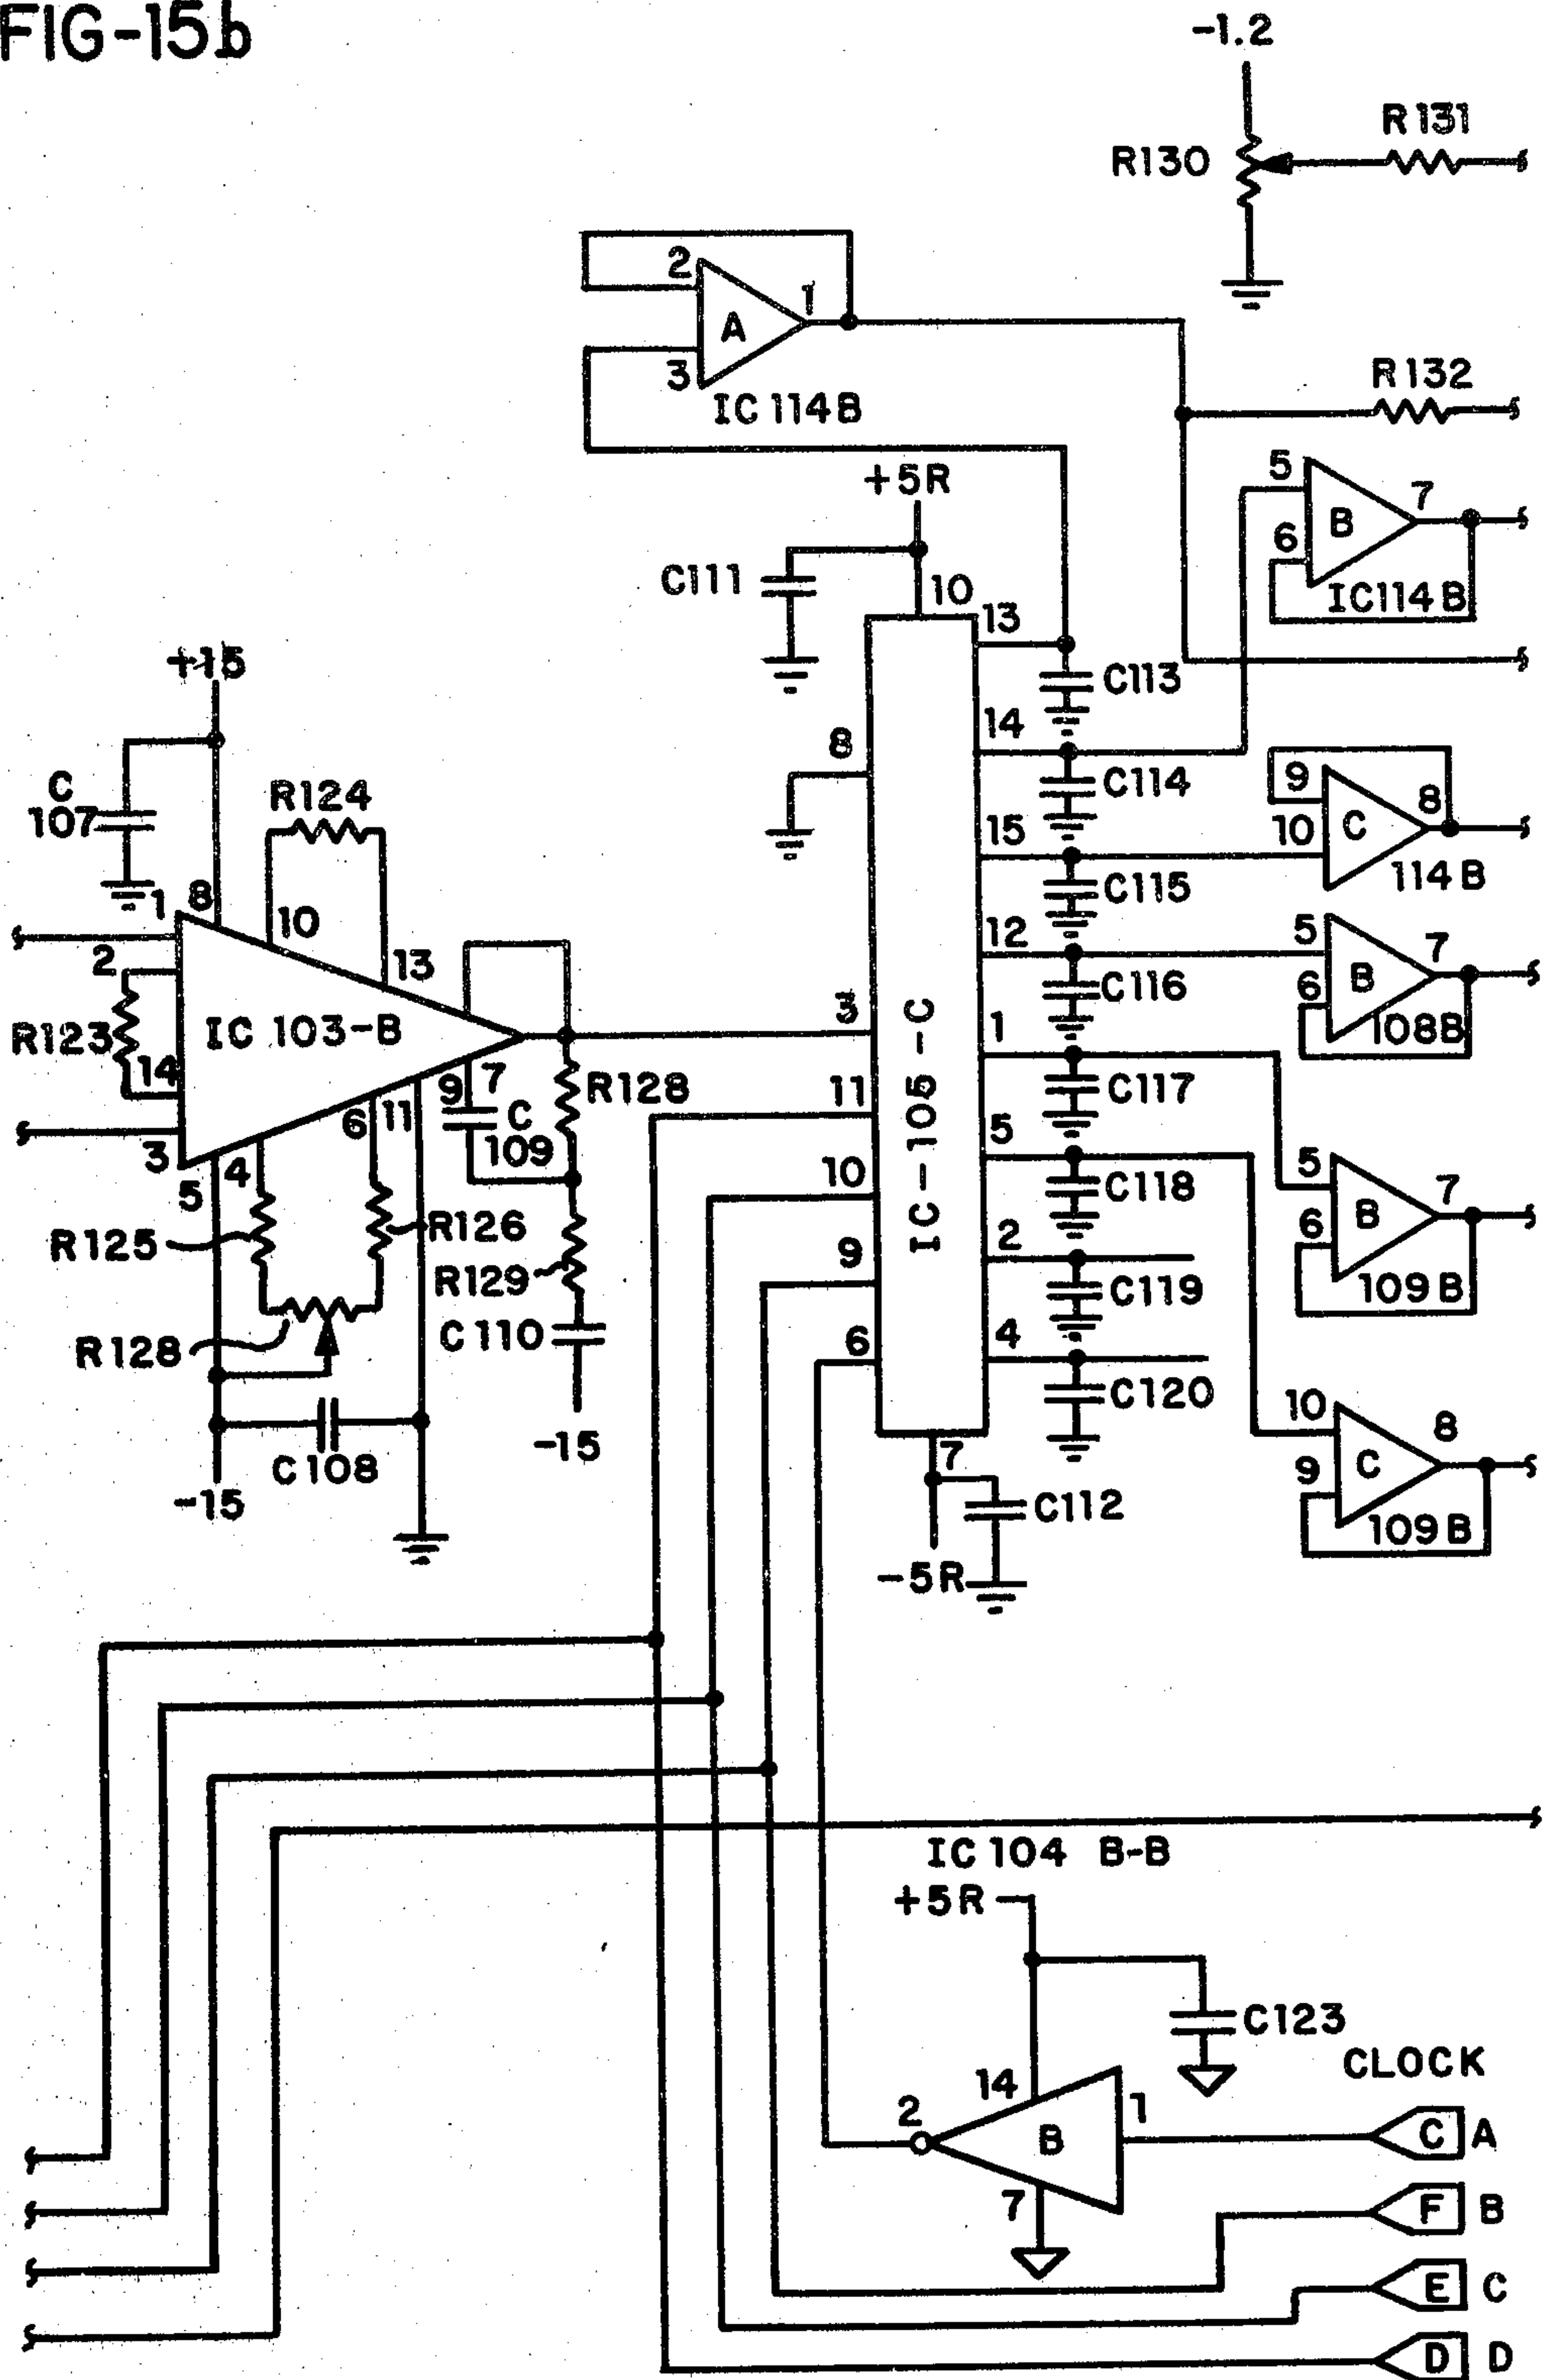 FIG-15b
-1.2
R131
R130
2
1
A
3
IC 114B
R132
+5R
5
7
B
6
IC114B
C111
10
13
+15
C113
14
8
C114
9
8
C
10
114B
C
107
R124
15
C115
1
8
10
12
5
7
2
13
C116
6
B
108B
R123
IC 103-B
3
IC-105-C
1
14
9
7
R128
C117
11
6
11
C
109
5
3
4
10
C118
5
7
5
6
B
R125
R126
2
9
R129
C119
109B
R128
C110
6
4
C120
10
8
-15
C108
7
9
C
-15
C112
109B
-5R
IC104 B-B
+5R
C123
CLOCK
14
1
2
B
C A
7
F B
E C
D D